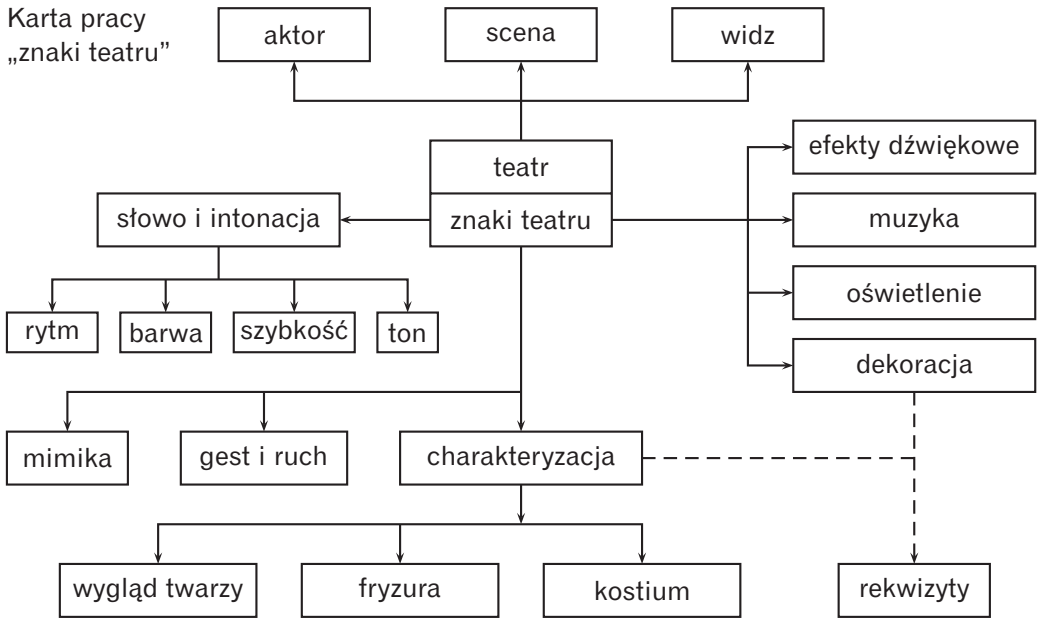 Karta pracy
„znaki teatru”
aktor
scena
widz
teatr
znaki teatru
słowo i intonacja
rytm
barwa
szybkość
ton
efekty dźwiękowe
muzyka
oświetlenie
dekoracja
mimika
gest i ruch
charakteryzacja
wygląd twarzy
fryzura
kostium
rekwizyty